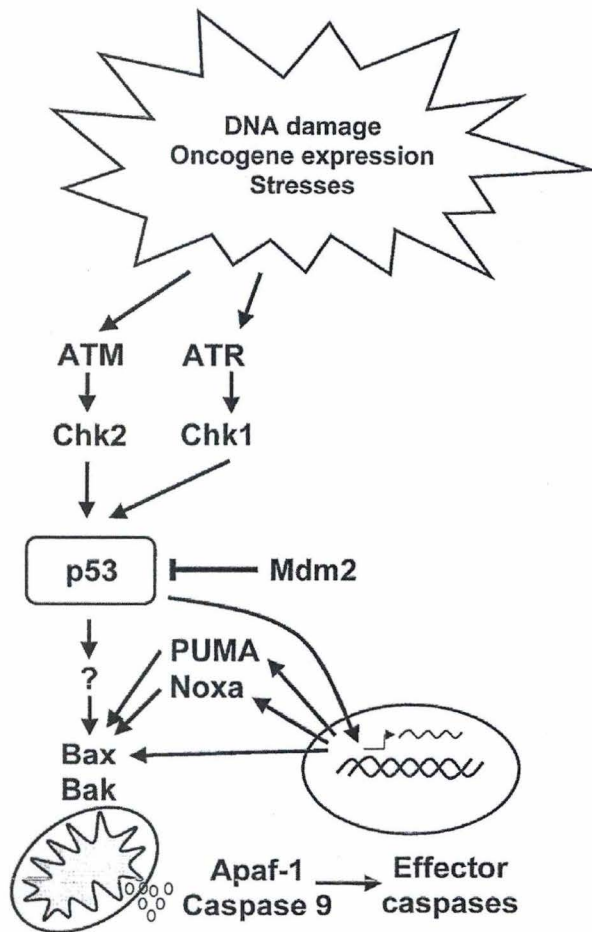 DNA damage
Oncogene expression
Stresses
ATM ATR
Chk2 Chk1
p53 Mdm2
PUMA
?
Noxa
Bax
Bak
Apaf-1 Effector
Caspase 9 caspases